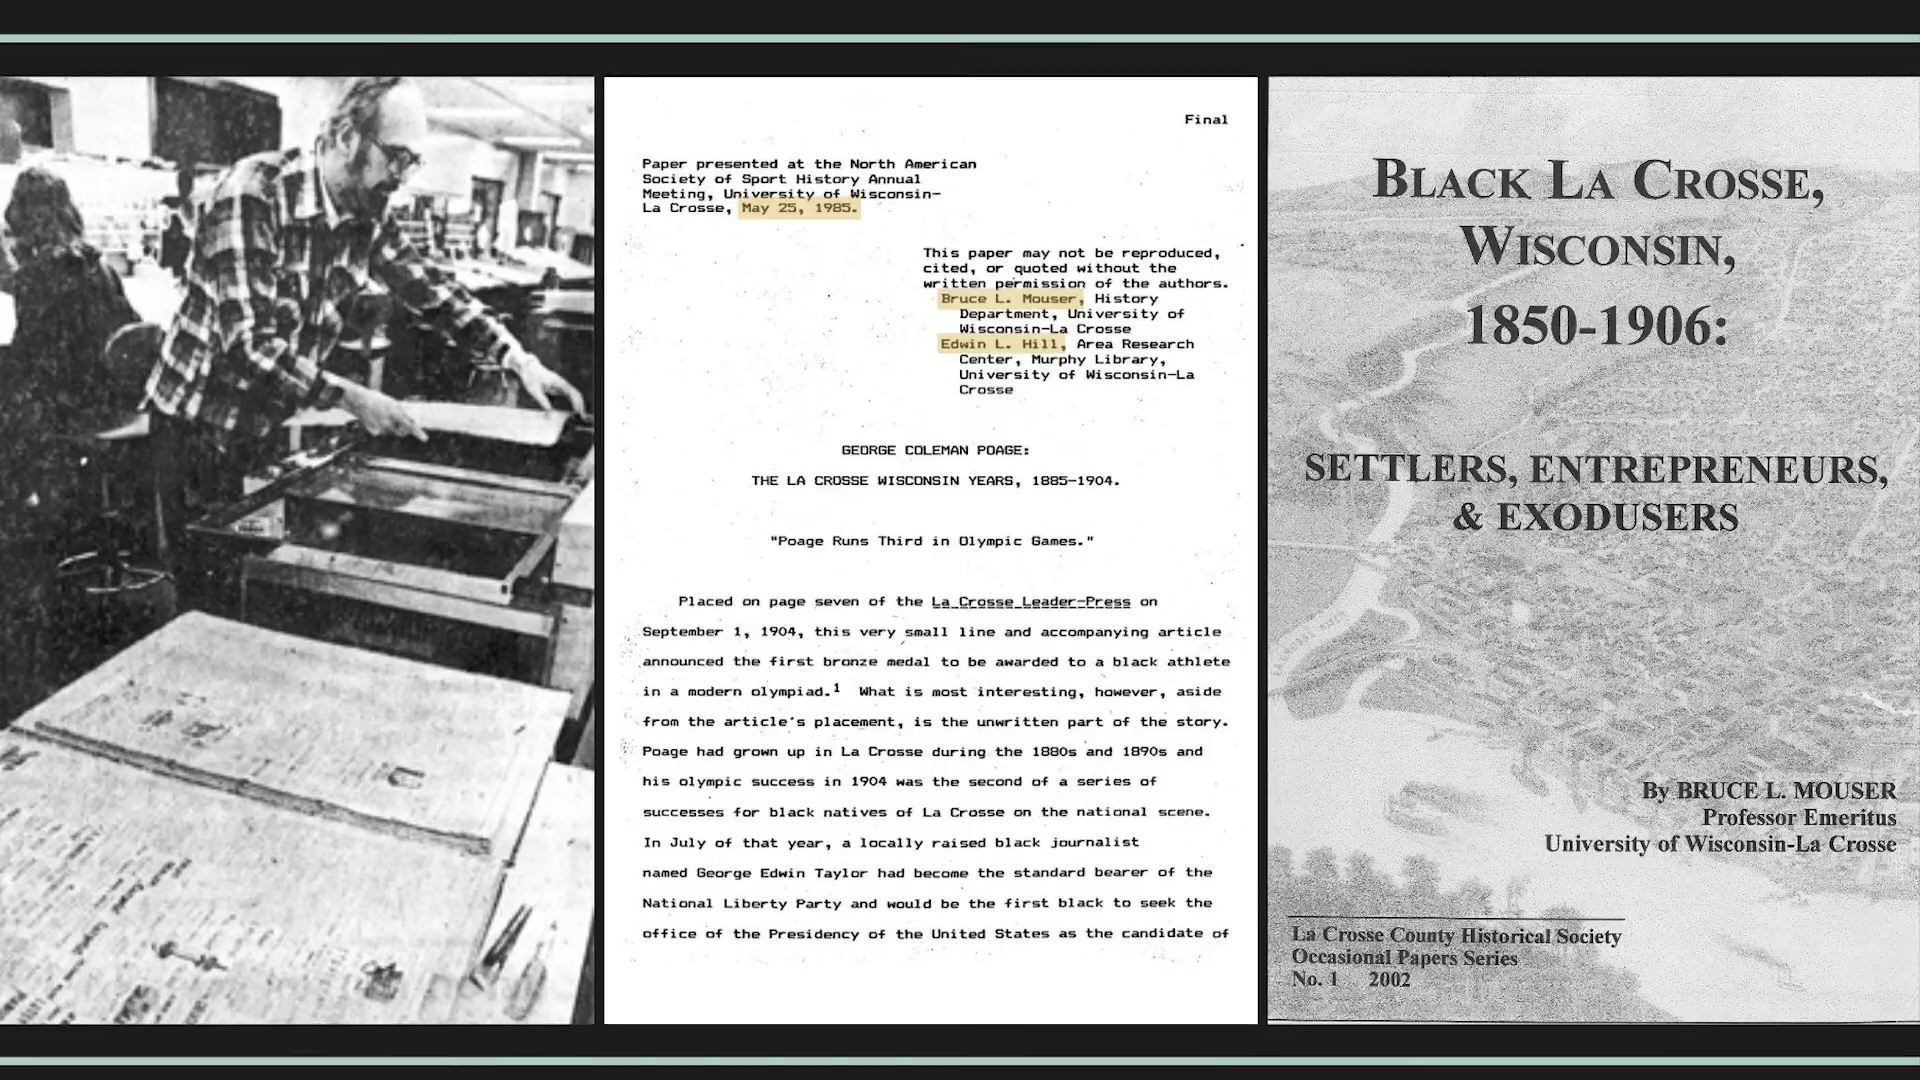 Final
Paper presented at the North American
Society of Sport History Annual
Meeting, University of Wisconsin-
La Crosse, May 25, 1985.
This paper may not be reproduced,
cited, or quoted without the
written permission of the authors.
Bruce L. Mouser, History
Department, University of
Wisconsin-La Crosse
Edwin L. Hill, Area Research
Center, Murphy Library,
University of Wisconsin-La
Crosse
GEORGE COLEMAN POAGE:
THE LA CROSSE WISCONSIN YEARS, 1885-1904.
"Poage Runs Third in Olympic Games."
Placed on page seven of the La Crosse Leader-Press on
September 1, 1904, this very small line and accompanying article
announced the first bronze medal to be awarded to a black athlete
in a modern olympiad.1 What is most interesting, however, aside
from the article's placement, is the unwritten part of the story.
Poage had grown up in La Crosse during the 1880s and 1890s and
his olympic success in 1904 was the second of a series of
successes for black natives of La Crosse on the national scene.
In July of that year, a locally raised black journalist
named George Edwin Taylor had become the standard bearer of the
National Liberty Party and would be the first black to seek the
office of the Presidency of the United States as the candidate of
BLACK LA CROSSE,
WISCONSIN,
1850-1906:
SETTLERS, ENTREPRENEURS,
& EXODUSERS
By BRUCE L. MOUSER
Professor Emeritus
University of Wisconsin-La Crosse
La Crosse County Historical Society
Occasional Papers Series
No. 1 2002